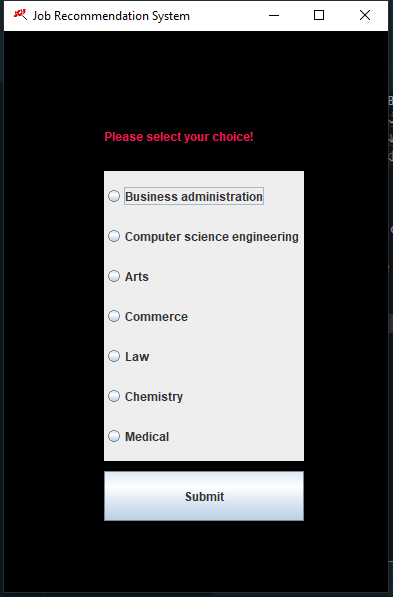 Job Recommendation System
Please select your choice!
Business administration
Computer science engineering
Arts
Commerce
Law
Chemistry
Medical
Submit